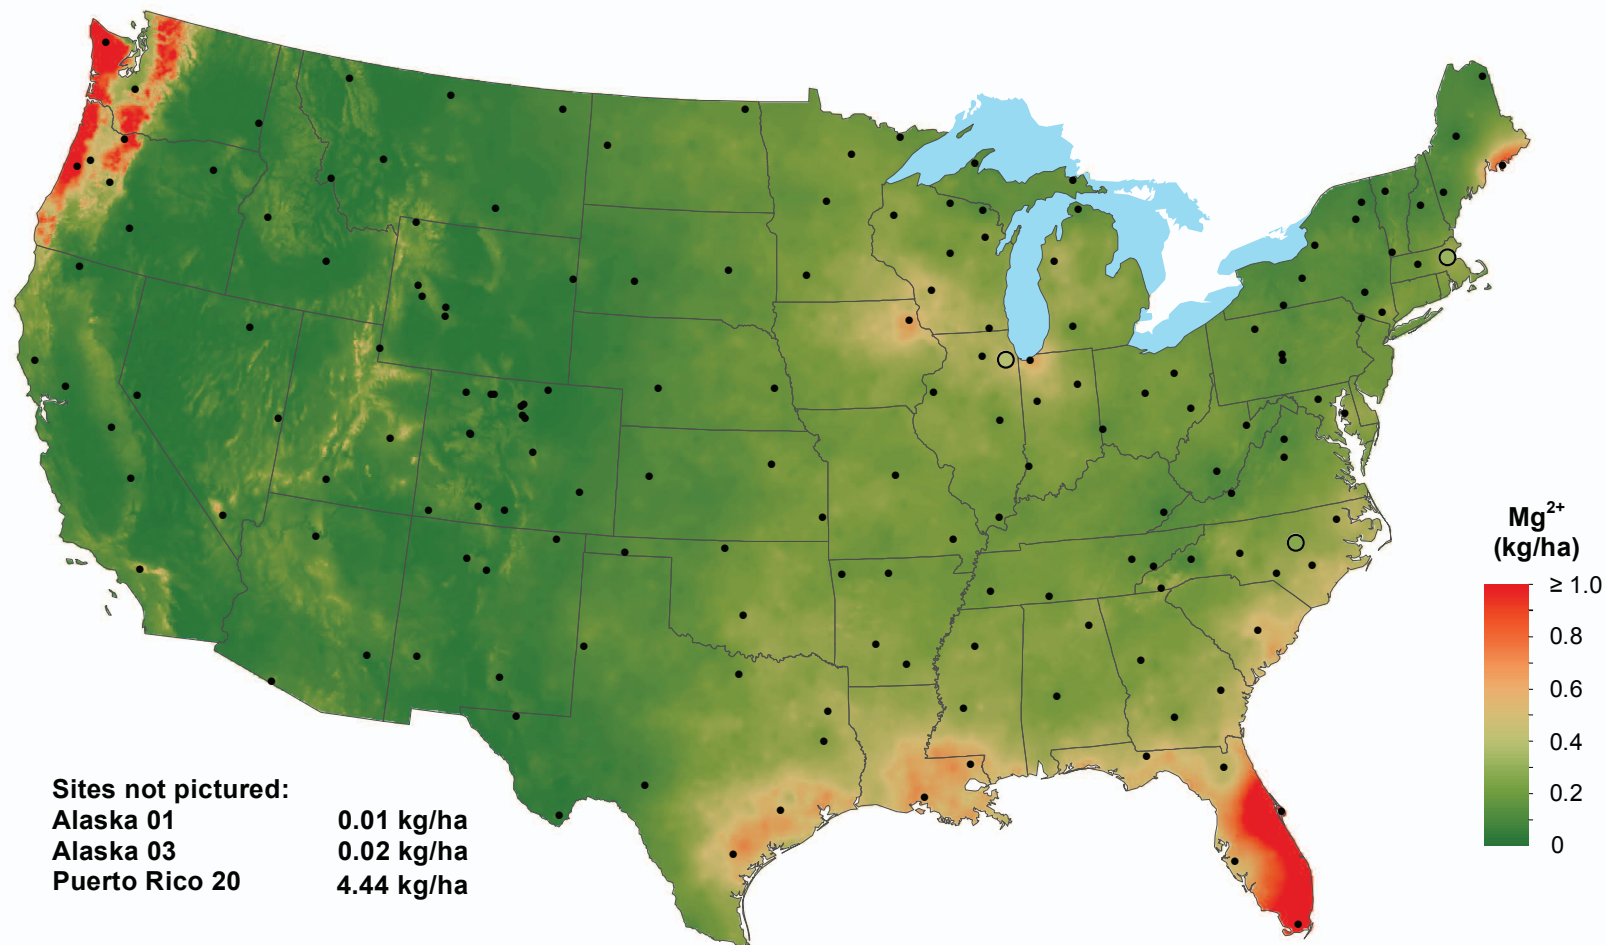 Mg2+
(kg/ha)
≥ 1.0
0.8
0.6
0.4
0.2
0
Sites not pictured:
Alaska 01 0.01 kg/ha
Alaska 03 0.02 kg/ha
Puerto Rico 20 4.44 kg/ha